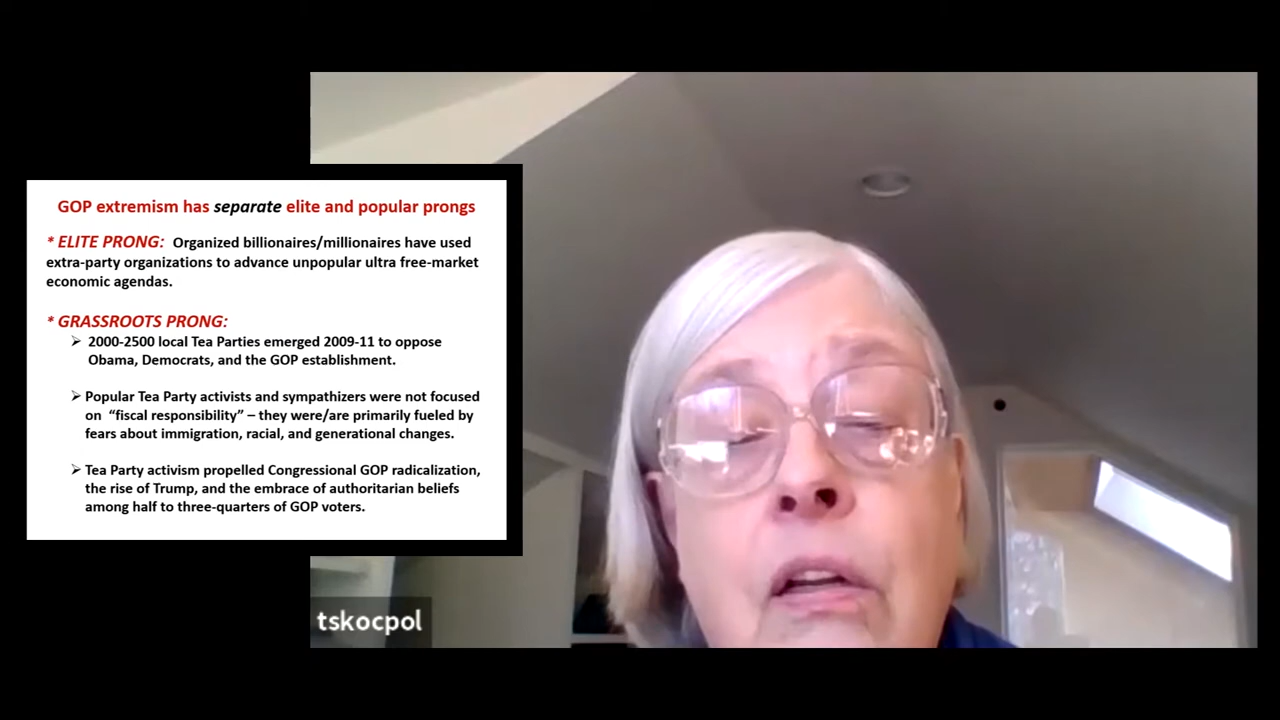 GOP extremism has separate elite and popular prongs
* ELITE PRONG: Organized billionaires/millionaires have used
extra-party organizations to advance unpopular ultra free-market
economic agendas.
* GRASSROOTS PRONG:
➢ 2000-2500 local Tea Parties emerged 2009-11 to oppose
Obama, Democrats, and the GOP establishment.
➢ Popular Tea Party activists and sympathizers were not focused
on “fiscal responsibility” – they were/are primarily fueled by
fears about immigration, racial, and generational changes.
➢ Tea Party activism propelled Congressional GOP radicalization,
the rise of Trump, and the embrace of authoritarian beliefs
among half to three-quarters of GOP voters.
tskocpol